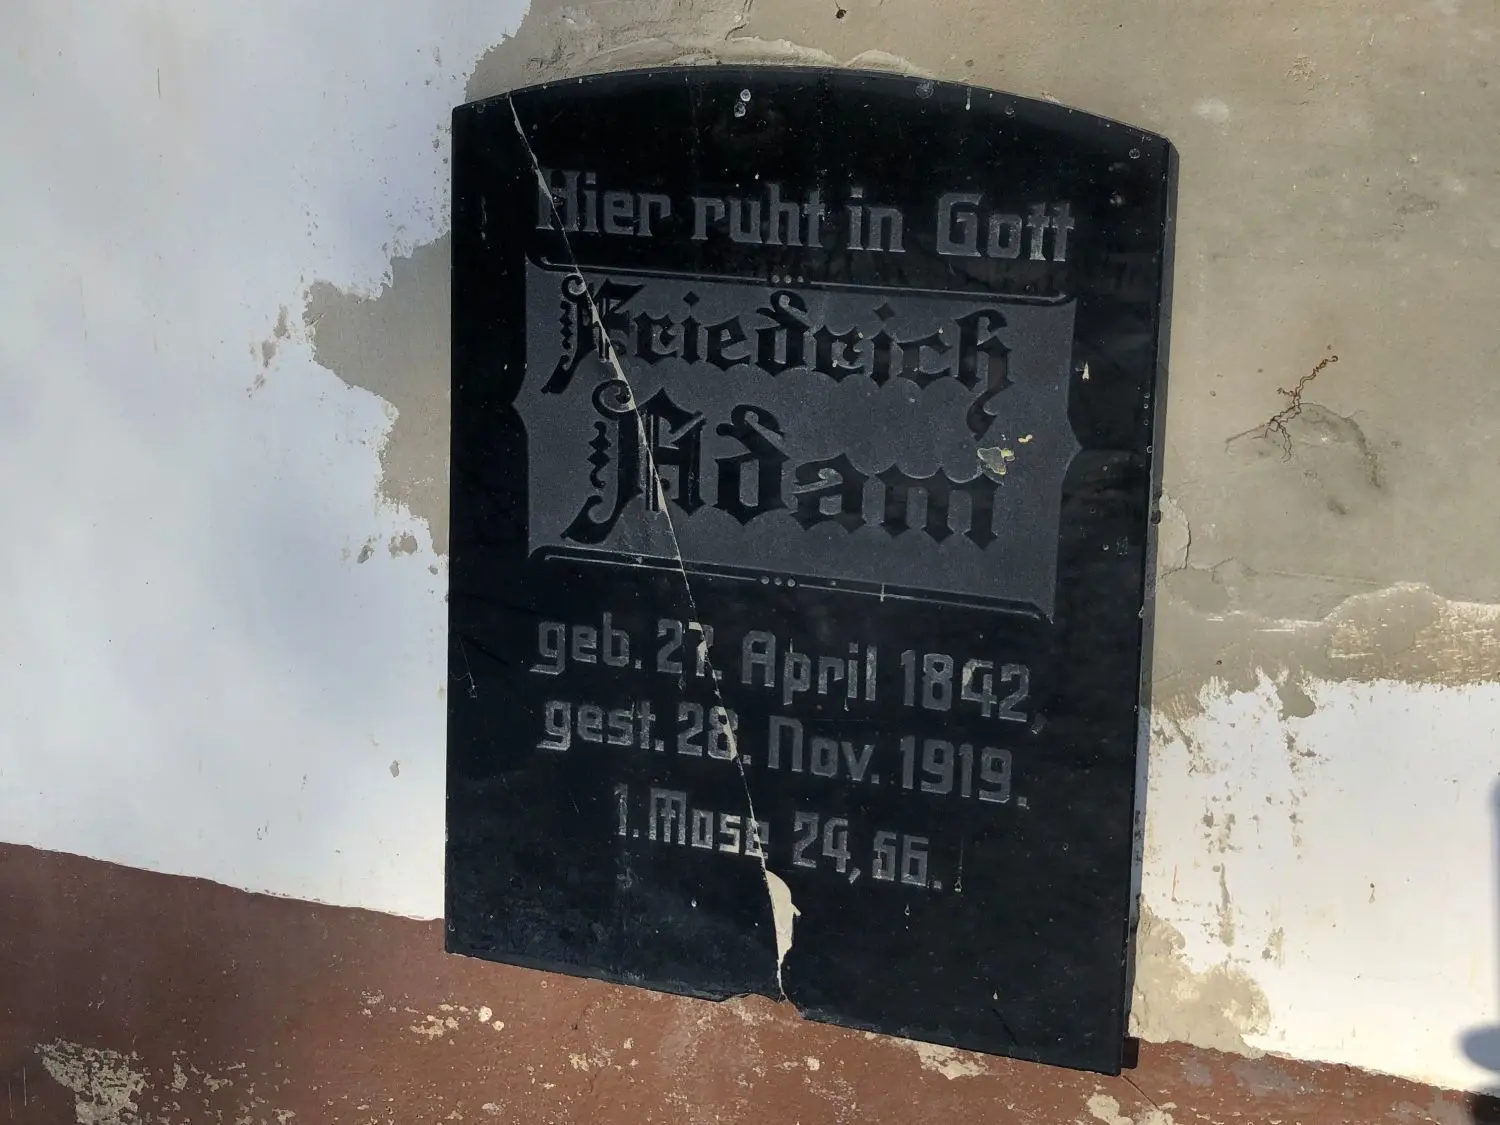 Hier ruht in Gott
Friedrich
Adam
geb. 27. April 1842,
gest. 28. Nov. 1919.
1. Mose 24, 56.